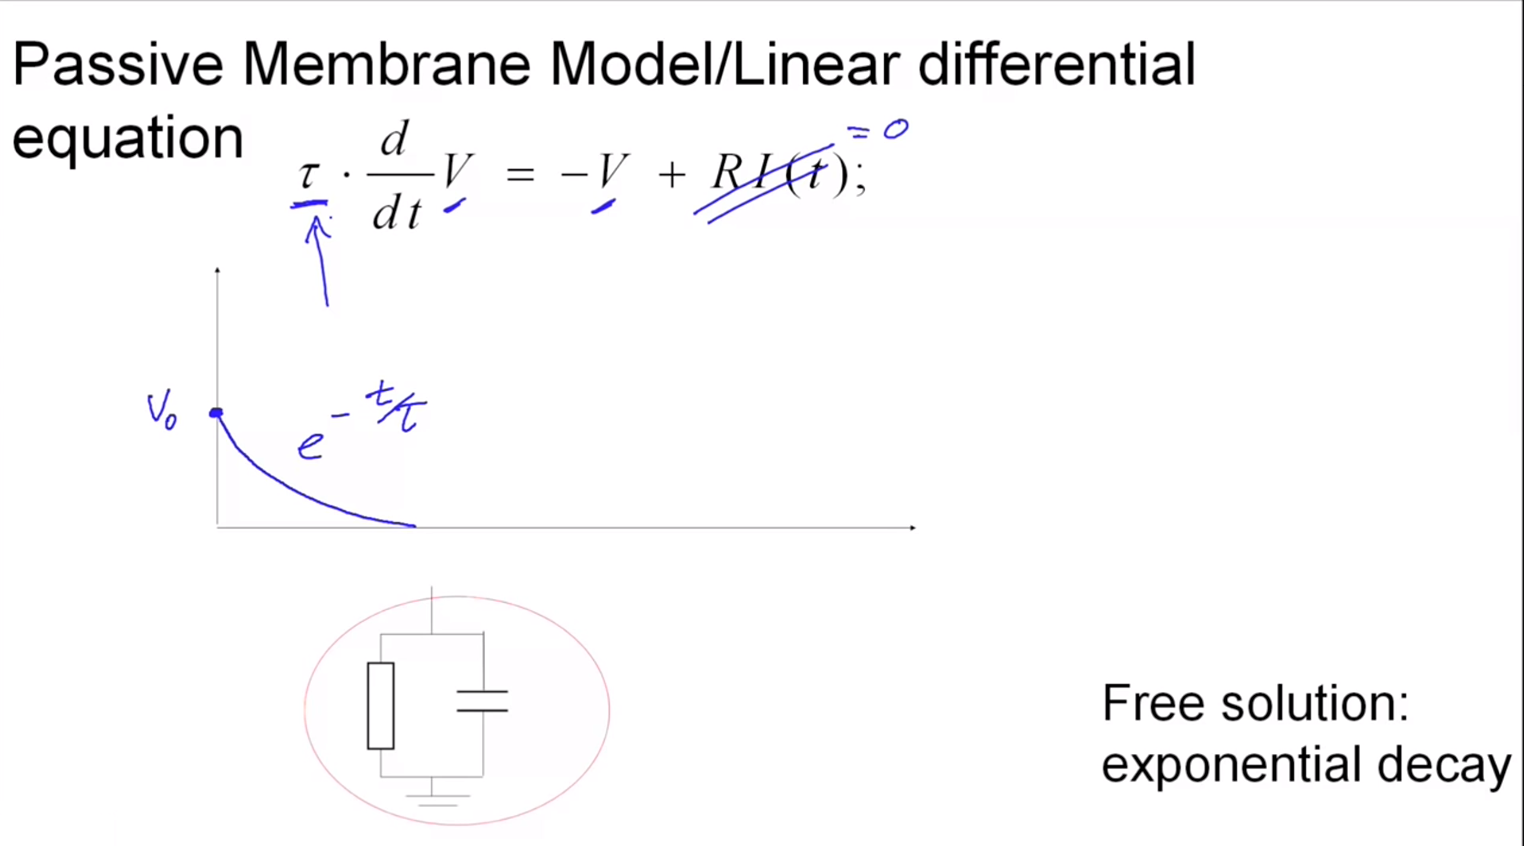 Passive Membrane Model/Linear differential
equation
τ · d/dt V = −V + RI(t); = 0
V₀
e^(−t/τ)
Free solution:
exponential decay